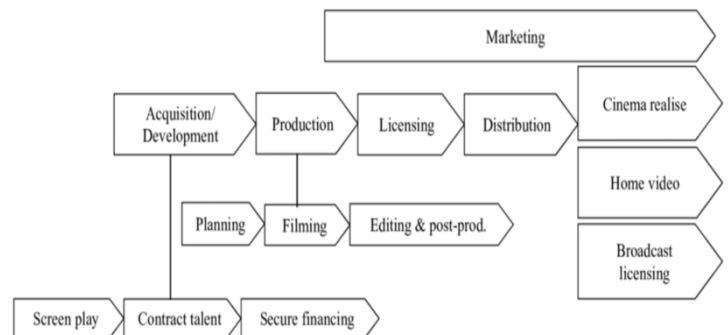 Marketing
Acquisition/
Development
Production
Licensing
Distribution
Cinema realise
Home video
Broadcast
licensing
Planning
Filming
Editing & post-prod.
Screen play
Contract talent
Secure financing